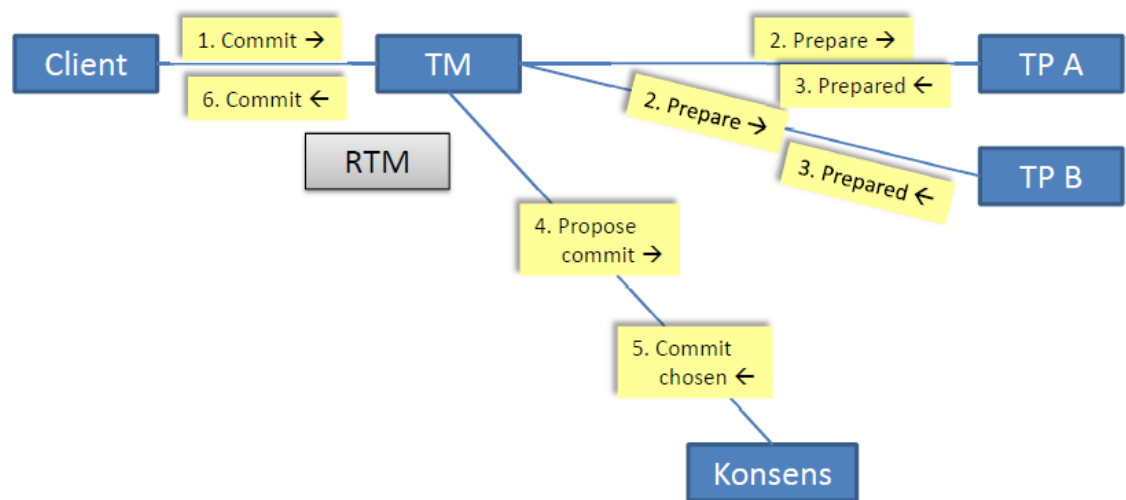 1. Commit →
2. Prepare →
Client
TM
TP A
6. Commit ←
3. Prepared ←
2. Prepare →
RTM
3. Prepared ←
TP B
4. Propose
commit →
5. Commit
chosen ←
Konsens